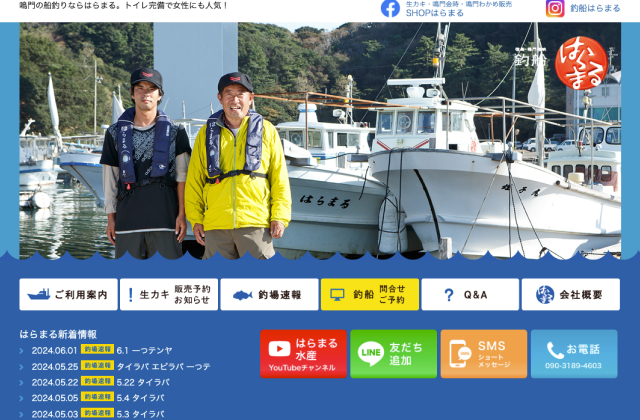 鳴門の船釣りならはらまる。トイレ完備で女性にも人気！
生カキ・鳴門金時・鳴門わかめ販売
SHOPはらまる
釣船はらまる
釣船
はらまる
はらまる
ご利用案内
生カキ 販売予約
お知らせ
釣場速報
釣船 問合せ
ご予約
Q&A
はらまる
会社概要
はらまる新着情報
2024.06.01 釣場速報 6.1 一つテンヤ
2024.05.25 釣場速報 タイラバ エビラバ 一つテ
2024.05.22 釣場速報 5.22 タイラバ
2024.05.05 釣場速報 5.4 タイラバ
2024.05.03 釣場速報 5.3 タイラバ
はらまる
水産
YouTubeチャンネル
LINE
友だち
追加
SMS
ショート
メッセージ
お電話
090-3189-4603